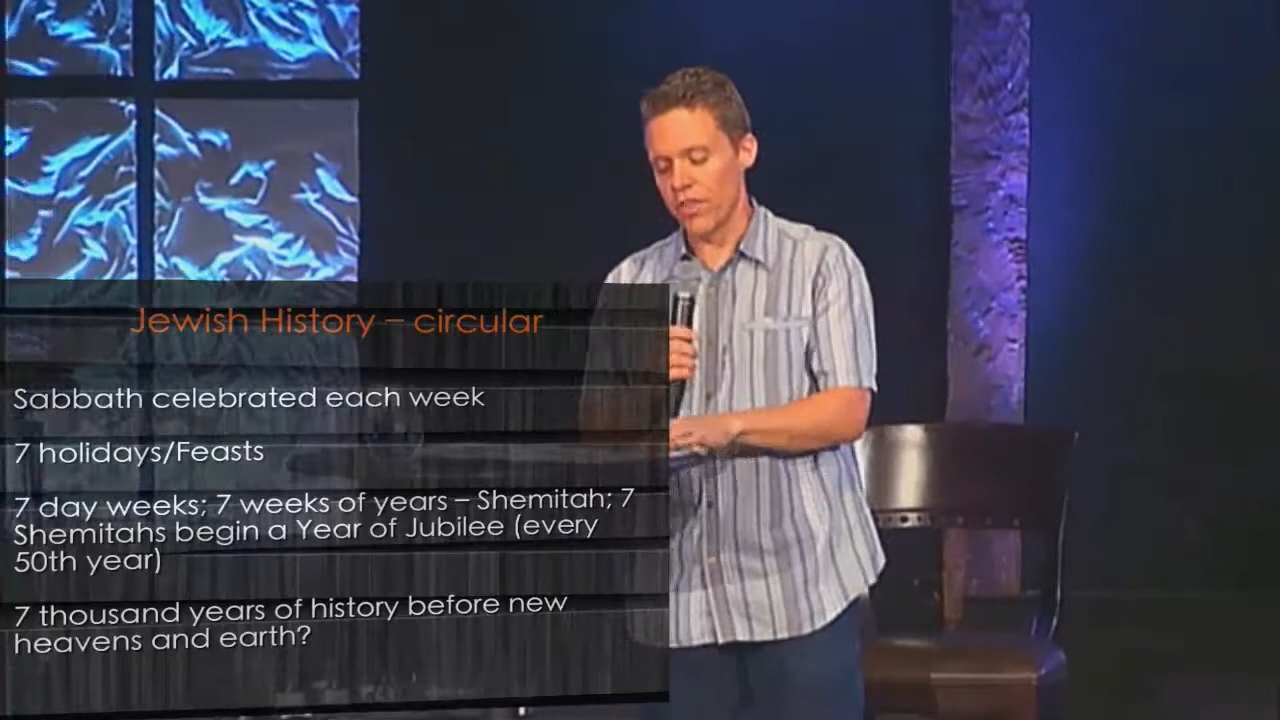 Jewish History – circular
Sabbath celebrated each week
7 holidays/Feasts
7 day weeks; 7 weeks of years – Shemitah; 7
Shemitahs begin a Year of Jubilee (every
50th year)
7 thousand years of history before new
heavens and earth?